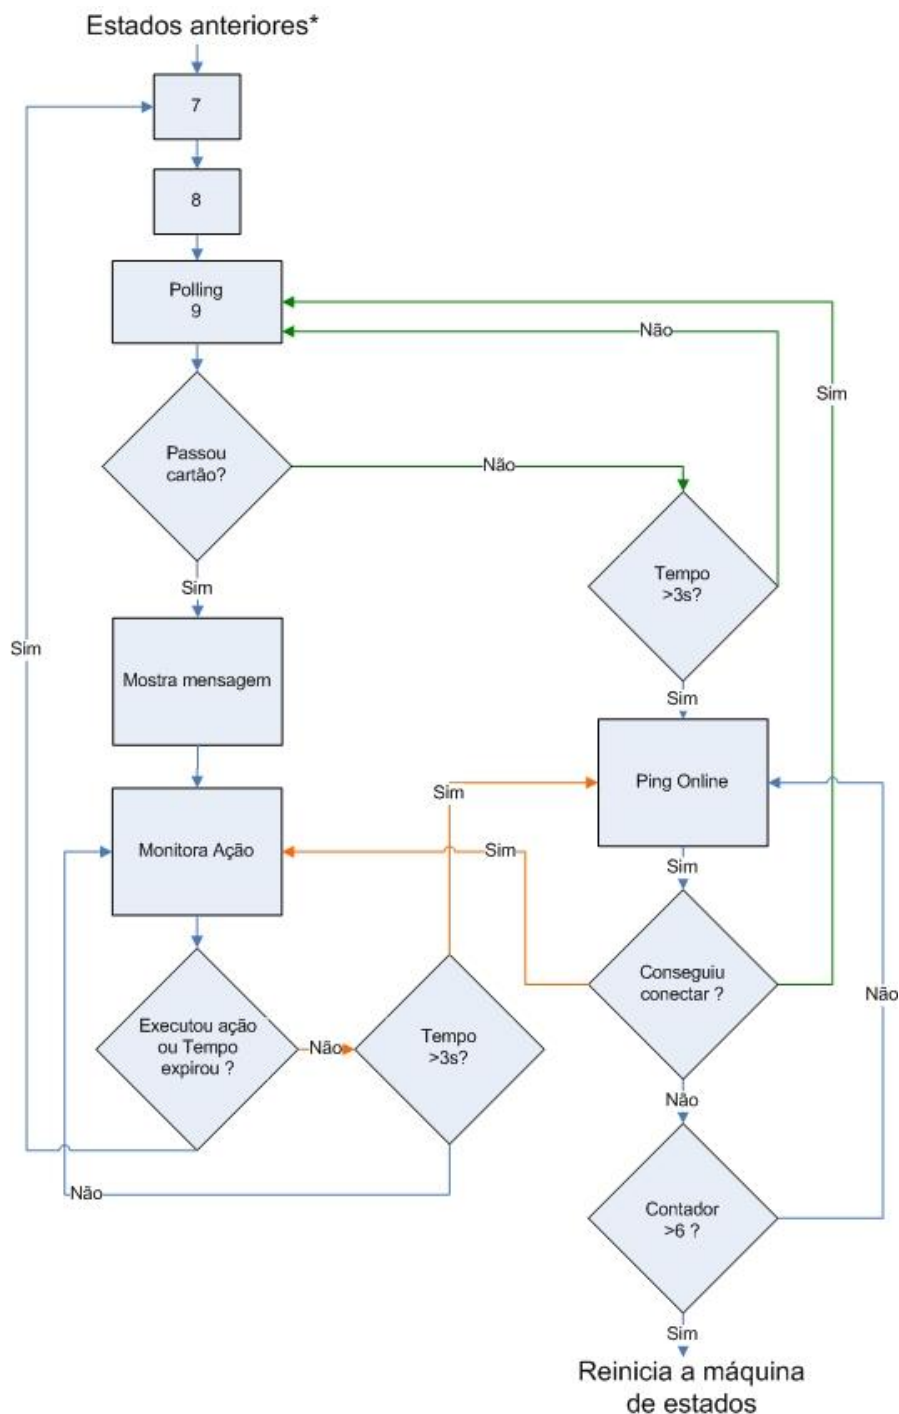 Estados anteriores*
7
8
Polling
9
Não
Sim
Passou
cartão?
Não
Tempo
>3s?
Sim
Sim
Mostra mensagem
Sim
Sim
Ping Online
Monitora Ação
Sim
Sim
Conseguiu
conectar ?
Não
Executou ação
ou Tempo
expirou ?
Não
Tempo
>3s?
Não
Não
Contador
>6 ?
Sim
Reinicia a máquina
de estados